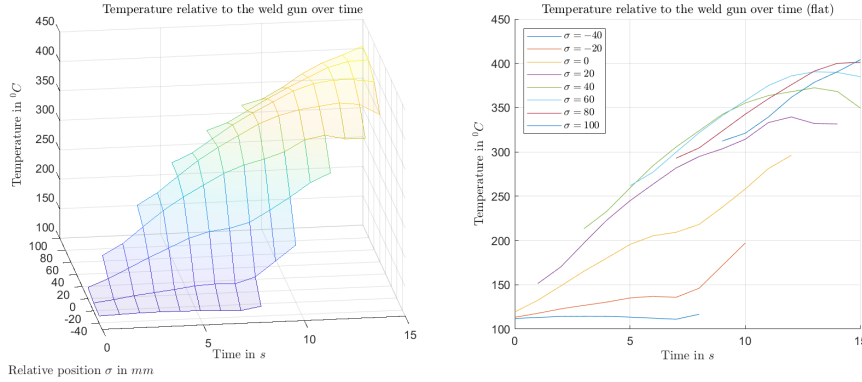 Temperature relative to the weld gun over time
450
400
350
300
250
200
150
100
Temperature in ⁰C
100
80
60
40
20
0
-20
-40
0
5
10
15
Time in s
Relative position σ in mm
Temperature relative to the weld gun over time (flat)
450
400
350
300
250
200
150
100
Temperature in ⁰C
σ = −40
σ = −20
σ = 0
σ = 20
σ = 40
σ = 60
σ = 80
σ = 100
0
5
10
15
Time in s